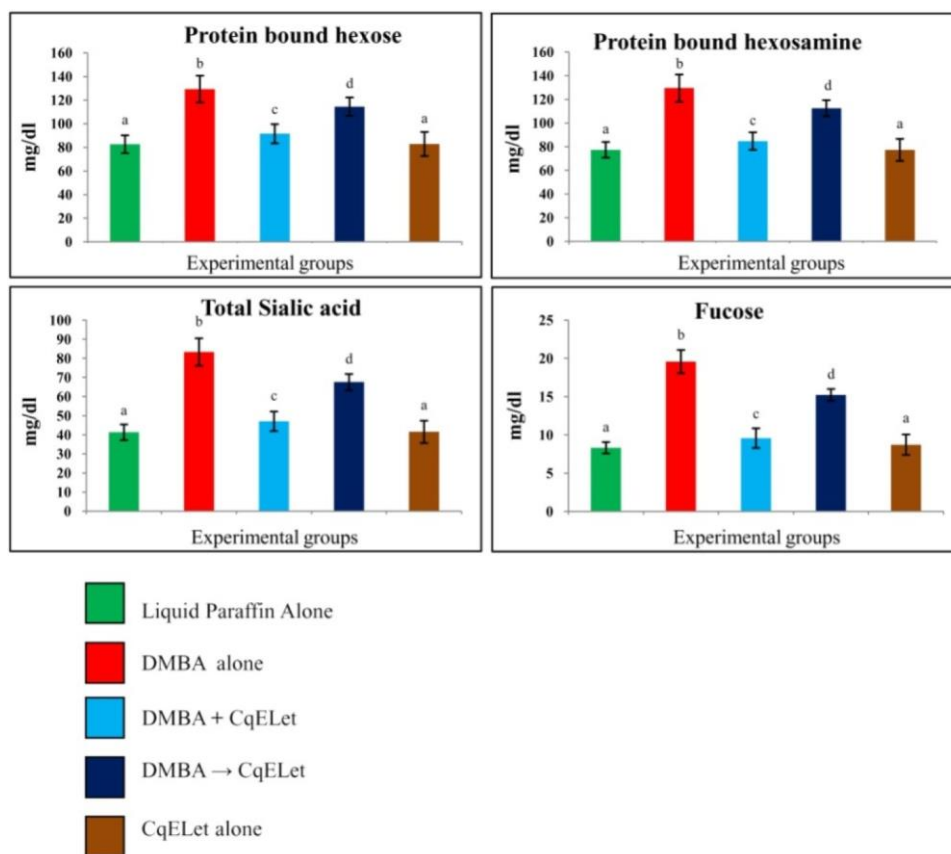 Protein bound hexose
160
140
120
100
80
60
40
20
0
mg/dl
a
b
c
d
a
Experimental groups
Protein bound hexosamine
160
140
120
100
80
60
40
20
0
mg/dl
a
b
c
d
a
Experimental groups
Total Sialic acid
100
90
80
70
60
50
40
30
20
10
0
mg/dl
a
b
c
d
a
Experimental groups
Fucose
25
20
15
10
5
0
mg/dl
a
b
c
d
a
Experimental groups
Liquid Paraffin Alone
DMBA alone
DMBA + CqELet
DMBA → CqELet
CqELet alone